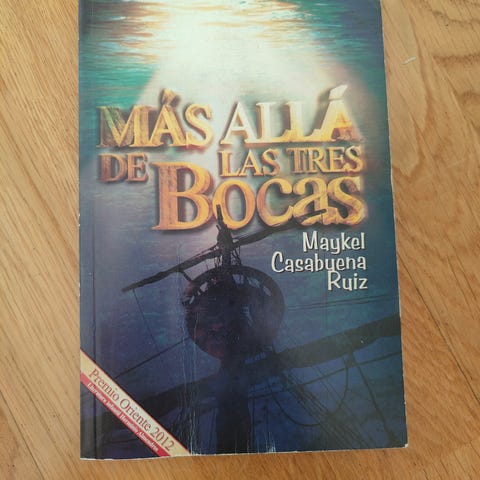 MÁS ALLÁ
DE LAS TRES
BOCAS
Maykel
Casabuena
Ruiz
Premio Oriente 2012